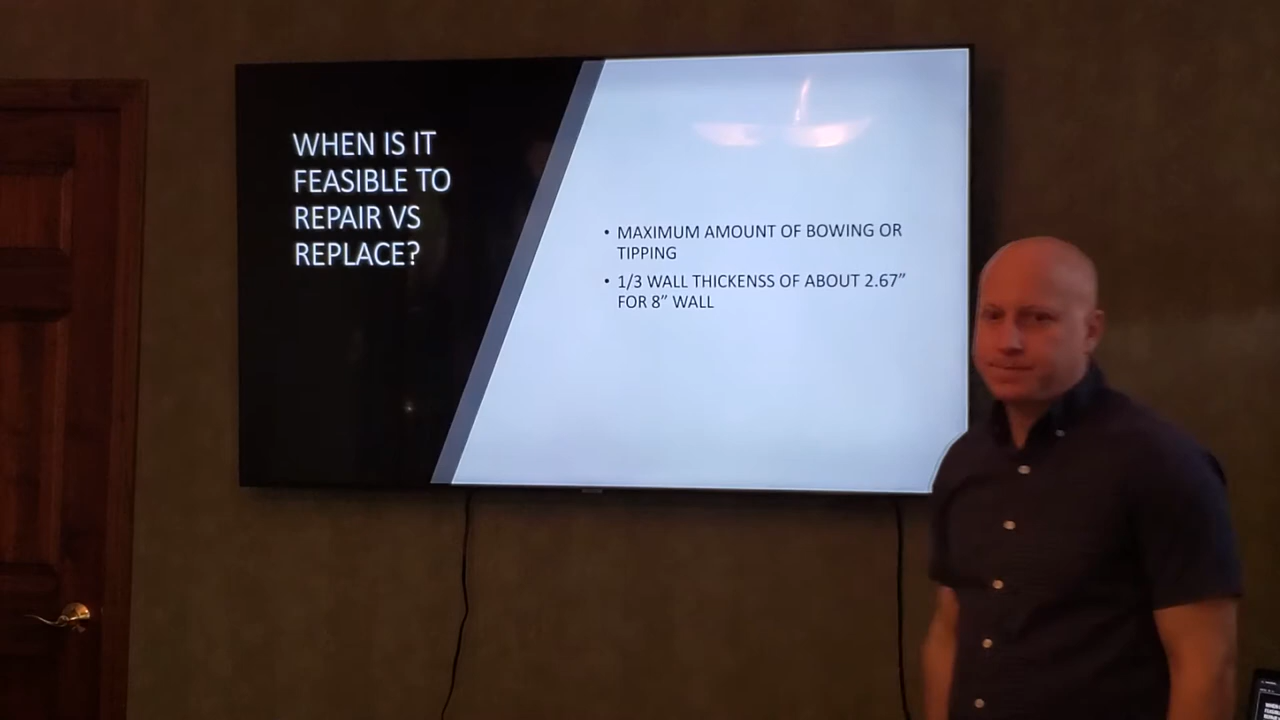 WHEN IS IT
FEASIBLE TO
REPAIR VS
REPLACE?
• MAXIMUM AMOUNT OF BOWING OR
TIPPING
• 1/3 WALL THICKENSS OF ABOUT 2.67”
FOR 8” WALL